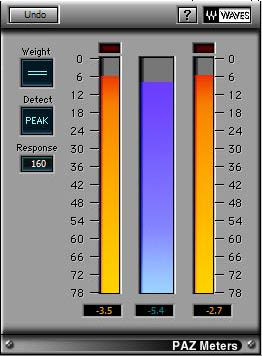 Undo ? WAVES
Weight
Detect
PEAK
Response
160
0 0
6 6
12 12
18 18
24 24
30 30
36 36
42 42
48 48
54 54
60 60
66 66
72 72
78 78
-3.5 -5.4 -2.7
PAZ Meters